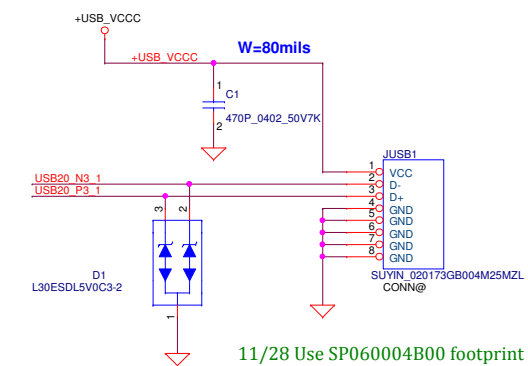 +USB_VCCC
W=80mils
+USB_VCCC
1
C1
470P_0402_50V7K
2
JUSB1
1
VCC
USB20_N3_1
2
D-
USB20_P3_1
3
D+
4
GND
5
GND
6
GND
7
GND
8
GND
3
2
D1
L30ESDL5V0C3-2
1
SUYIN_020173GB004M25MZL
CONN@
11/28 Use SP060004B00 footprint